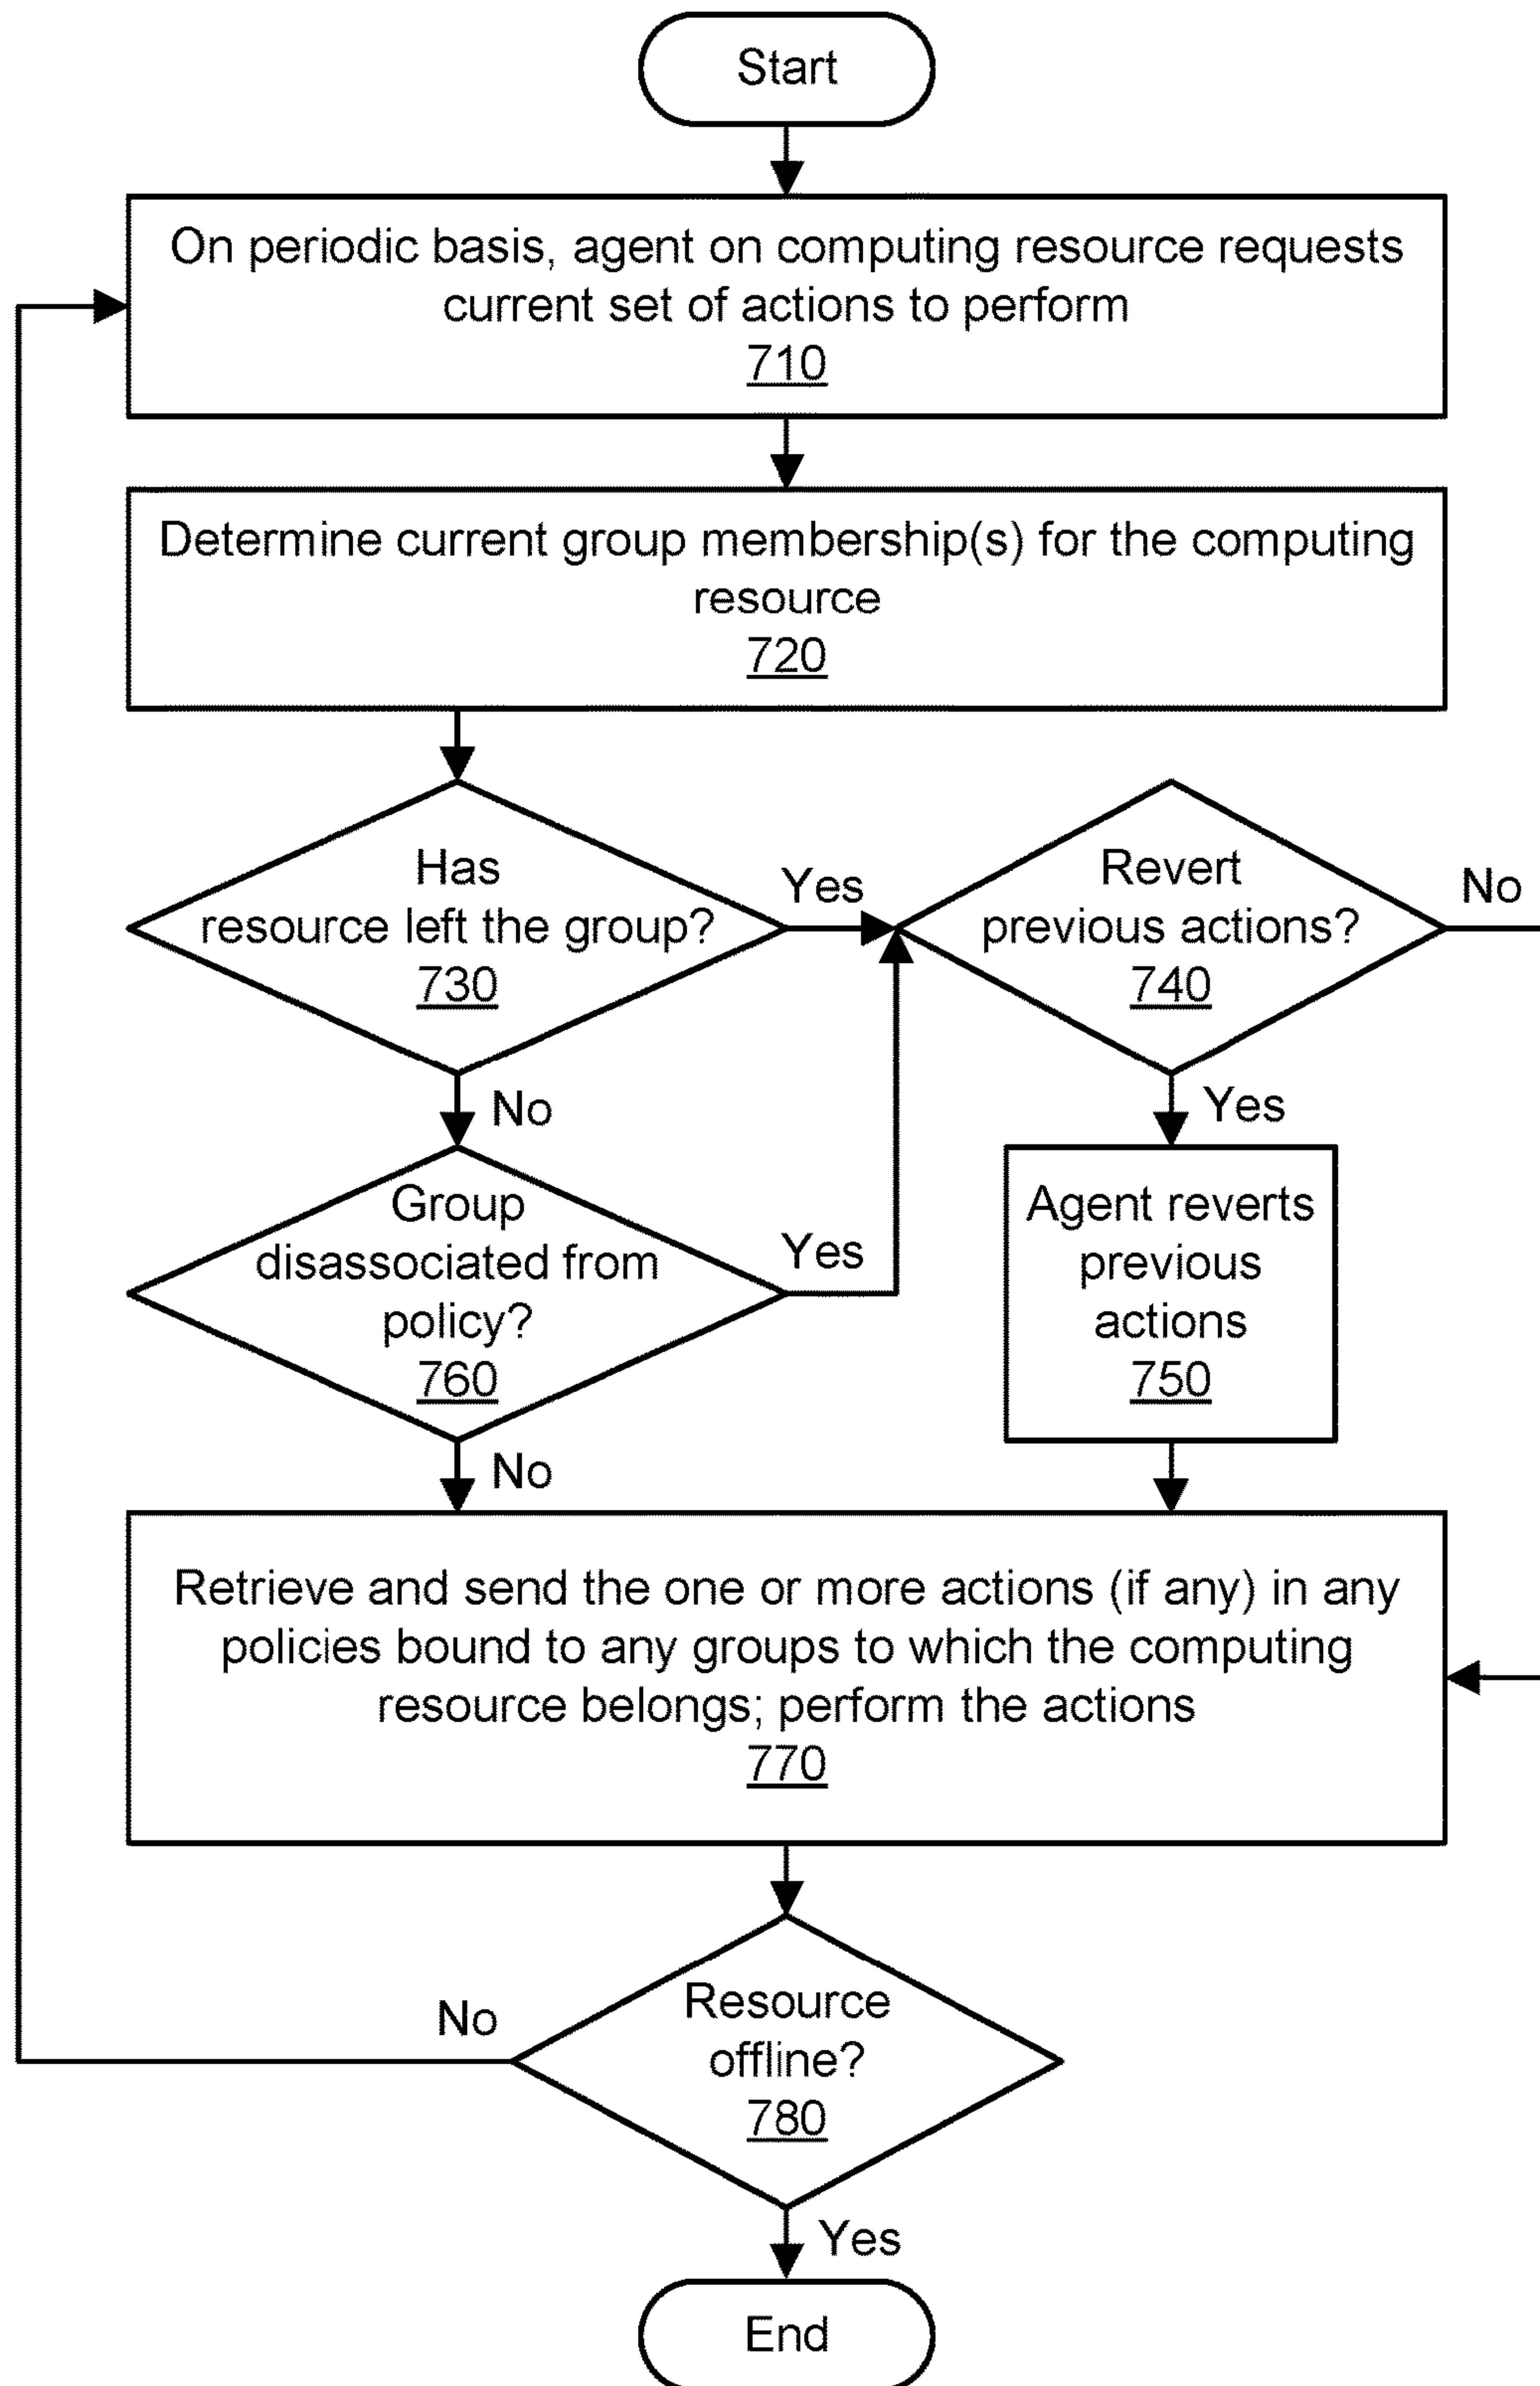 Start
On periodic basis, agent on computing resource requests
current set of actions to perform
710
Determine current group membership(s) for the computing
resource
720
Has
resource left the group?
730
Yes
Revert
previous actions?
740
No
No
Yes
Group
disassociated from
policy?
760
Yes
Agent reverts
previous
actions
750
No
Retrieve and send the one or more actions (if any) in any
policies bound to any groups to which the computing
resource belongs; perform the actions
770
Resource
offline?
780
No
Yes
End